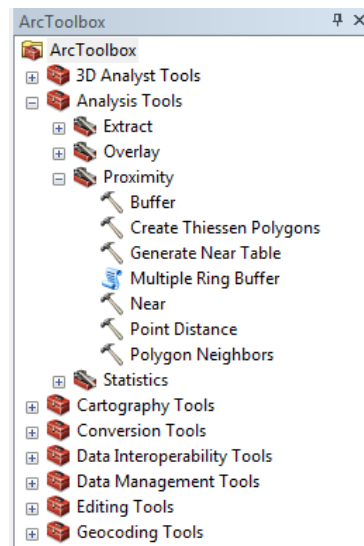 ArcToolbox
ArcToolbox
3D Analyst Tools
Analysis Tools
Extract
Overlay
Proximity
Buffer
Create Thiessen Polygons
Generate Near Table
Multiple Ring Buffer
Near
Point Distance
Polygon Neighbors
Statistics
Cartography Tools
Conversion Tools
Data Interoperability Tools
Data Management Tools
Editing Tools
Geocoding Tools